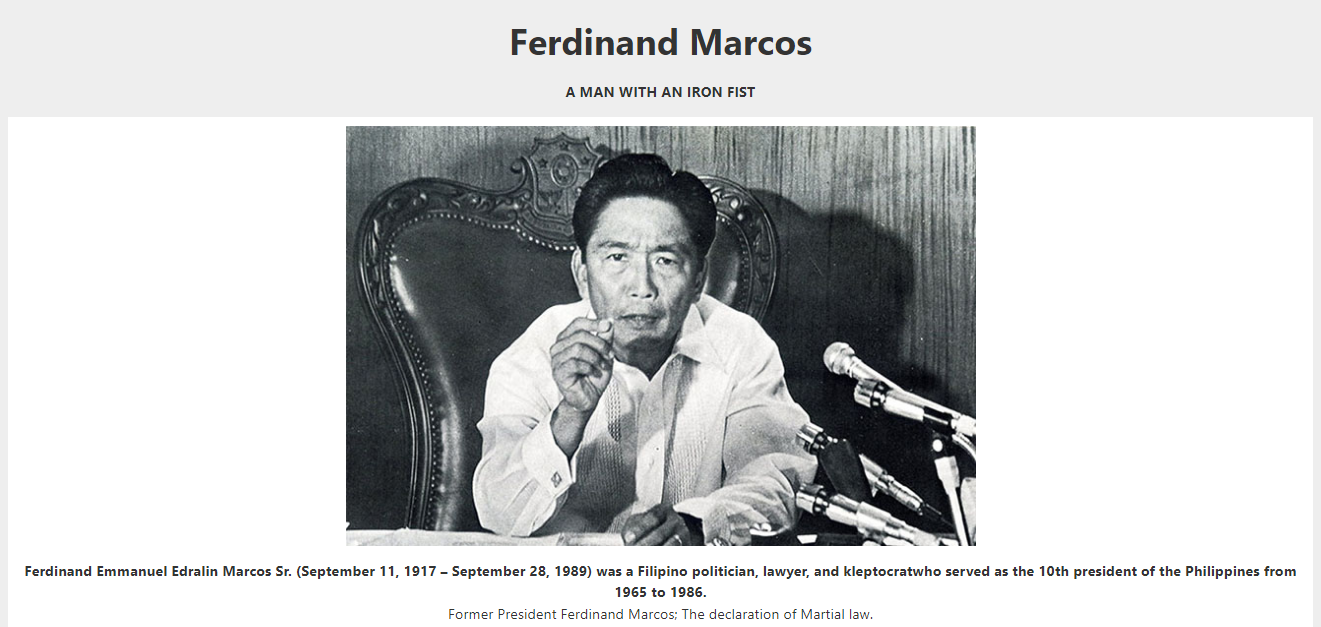 Ferdinand Marcos
A MAN WITH AN IRON FIST
Ferdinand Emmanuel Edralin Marcos Sr. (September 11, 1917 – September 28, 1989) was a Filipino politician, lawyer, and kleptocratwho served as the 10th president of the Philippines from
1965 to 1986.
Former President Ferdinand Marcos; The declaration of Martial law.